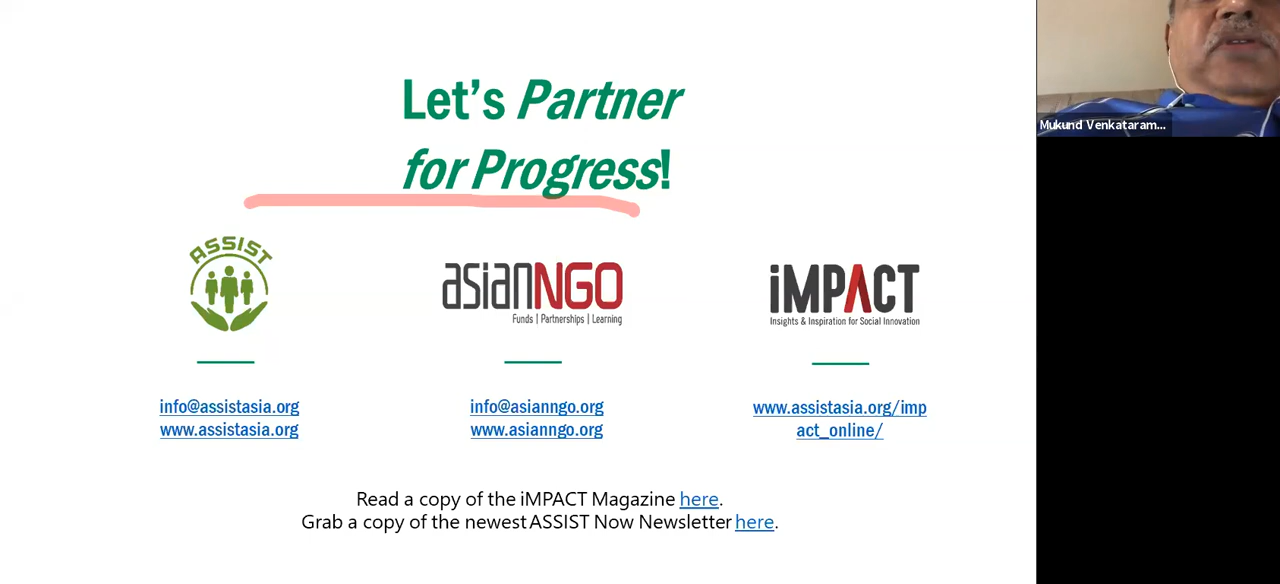 Let's Partner
for Progress!
Mukund Venkataram...
ASSIST
asianNGO
Funds | Partnerships | Learning
iMPACT
Insights & Inspiration for Social Innovation
info@assistasia.org
www.assistasia.org
info@asianngo.org
www.asianngo.org
www.assistasia.org/imp
act_online/
Read a copy of the iMPACT Magazine here.
Grab a copy of the newest ASSIST Now Newsletter here.